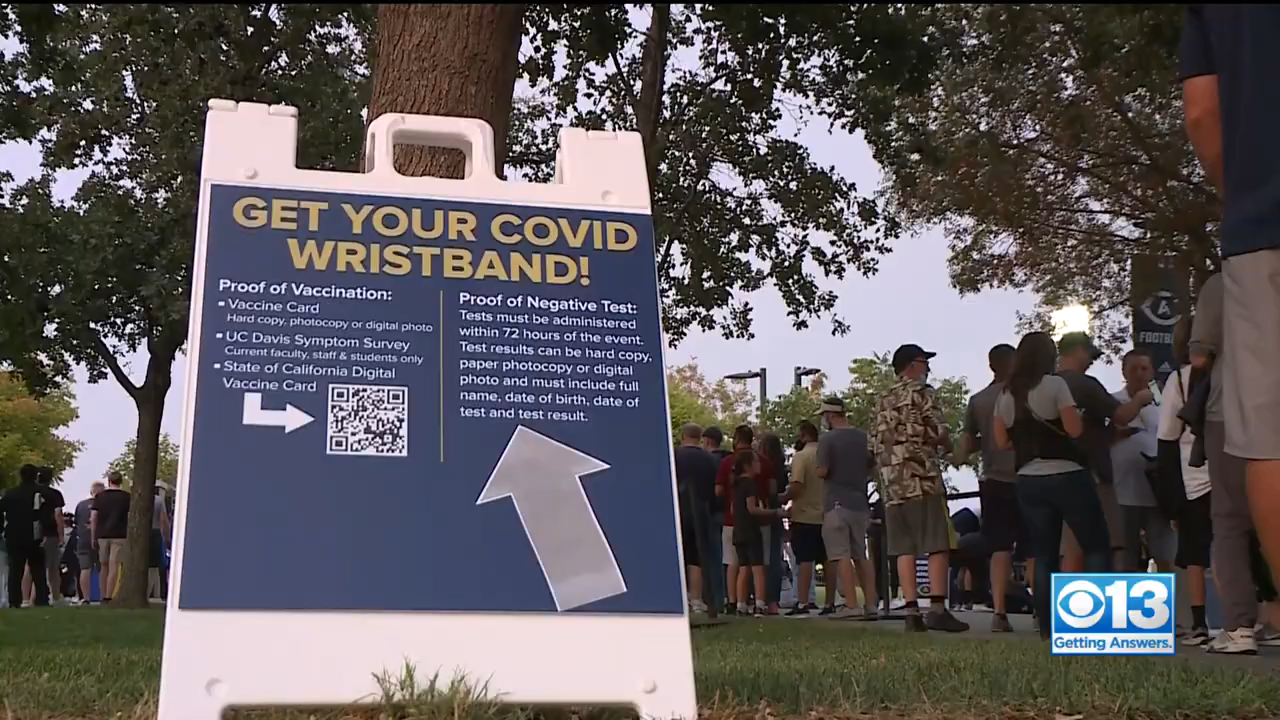 GET YOUR COVID
WRISTBAND!
Proof of Vaccination:
▪ Vaccine Card
Hard copy, photocopy or digital photo
▪ UC Davis Symptom Survey
Current faculty, staff & students only
▪ State of California Digital
Vaccine Card
Proof of Negative Test:
Tests must be administered
within 72 hours of the event.
Test results can be hard copy,
paper photocopy or digital
photo and must include full
name, date of birth, date of
test and test result.
A
13
Getting Answers.